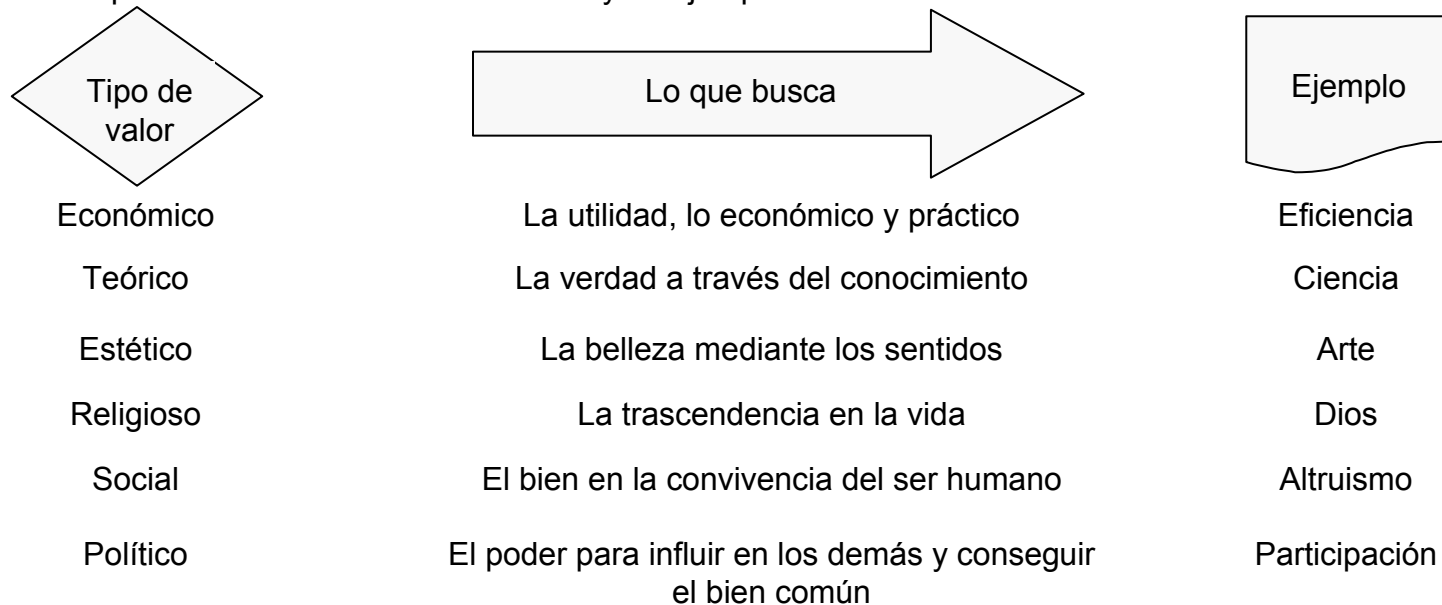 Tipo de
valor
Lo que busca
Ejemplo
Económico La utilidad, lo económico y práctico Eficiencia
Teórico La verdad a través del conocimiento Ciencia
Estético La belleza mediante los sentidos Arte
Religioso La trascendencia en la vida Dios
Social El bien en la convivencia del ser humano Altruismo
Político El poder para influir en los demás y conseguir Participación
el bien común